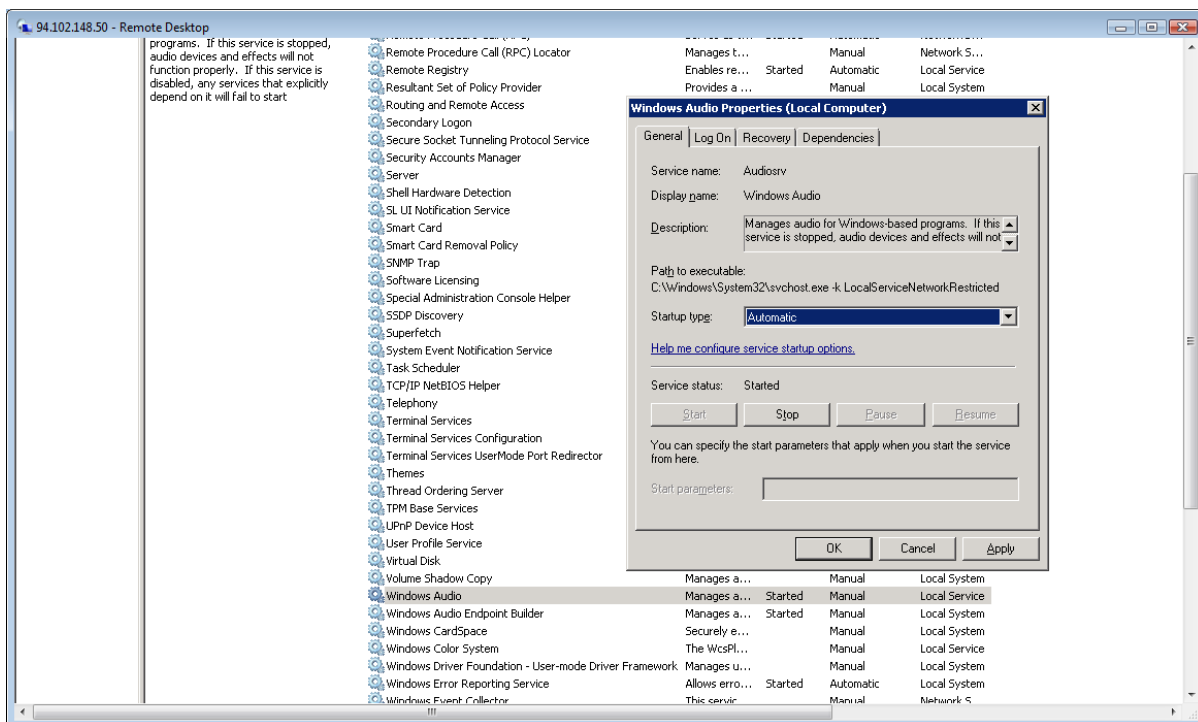 94.102.148.50 - Remote Desktop
programs. If this service is stopped,
audio devices and effects will not
function properly. If this service is
disabled, any services that explicitly
depend on it will fail to start
Remote Procedure Call (RPC) Locator Manages t... Manual Network S...
Remote Registry Enables re... Started Automatic Local Service
Resultant Set of Policy Provider Provides a ... Manual Local System
Routing and Remote Access
Secondary Logon
Secure Socket Tunneling Protocol Service
Security Accounts Manager
Server
Shell Hardware Detection
SL UI Notification Service
Smart Card
Smart Card Removal Policy
SNMP Trap
Software Licensing
Special Administration Console Helper
SSDP Discovery
Superfetch
System Event Notification Service
Task Scheduler
TCP/IP NetBIOS Helper
Telephony
Terminal Services
Terminal Services Configuration
Terminal Services UserMode Port Redirector
Themes
Thread Ordering Server
TPM Base Services
UPnP Device Host
User Profile Service
Virtual Disk
Volume Shadow Copy Manages a... Manual Local System
Windows Audio Manages a... Started Manual Local Service
Windows Audio Endpoint Builder Manages a... Started Manual Local System
Windows CardSpace Securely e... Manual Local System
Windows Color System The WcsPl... Manual Local Service
Windows Driver Foundation - User-mode Driver Framework Manages u... Manual Local System
Windows Error Reporting Service Allows erro... Started Automatic Local System
Windows Event Collector This servic... Manual Network S...
Windows Audio Properties (Local Computer)
General Log On Recovery Dependencies
Service name: Audiosrv
Display name: Windows Audio
Description: Manages audio for Windows-based programs. If this
service is stopped, audio devices and effects will not
Path to executable:
C:\Windows\System32\svchost.exe -k LocalServiceNetworkRestricted
Startup type: Automatic
Help me configure service startup options.
Service status: Started
Start Stop Pause Resume
You can specify the start parameters that apply when you start the service
from here.
Start parameters:
OK Cancel Apply